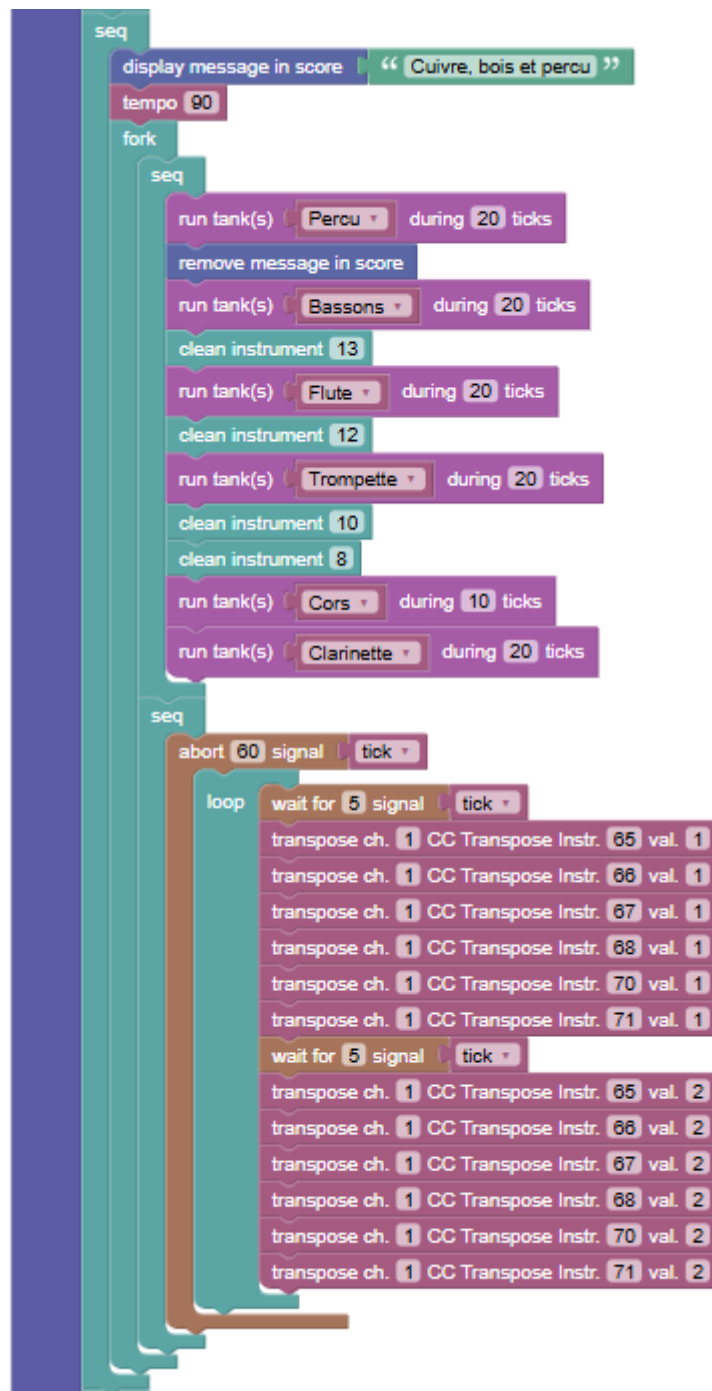 seq
display message in score “ Cuivre, bois et percu ”
tempo 90
fork
seq
run tank(s) Percu during 20 ticks
remove message in score
run tank(s) Bassons during 20 ticks
clean instrument 13
run tank(s) Flute during 20 ticks
clean instrument 12
run tank(s) Trompette during 20 ticks
clean instrument 10
clean instrument 8
run tank(s) Cors during 10 ticks
run tank(s) Clarinette during 20 ticks
seq
abort 60 signal tick
loop wait for 5 signal tick
transpose ch. 1 CC Transpose Instr. 65 val. 1
transpose ch. 1 CC Transpose Instr. 66 val. 1
transpose ch. 1 CC Transpose Instr. 67 val. 1
transpose ch. 1 CC Transpose Instr. 68 val. 1
transpose ch. 1 CC Transpose Instr. 70 val. 1
transpose ch. 1 CC Transpose Instr. 71 val. 1
wait for 5 signal tick
transpose ch. 1 CC Transpose Instr. 65 val. 2
transpose ch. 1 CC Transpose Instr. 66 val. 2
transpose ch. 1 CC Transpose Instr. 67 val. 2
transpose ch. 1 CC Transpose Instr. 68 val. 2
transpose ch. 1 CC Transpose Instr. 70 val. 2
transpose ch. 1 CC Transpose Instr. 71 val. 2